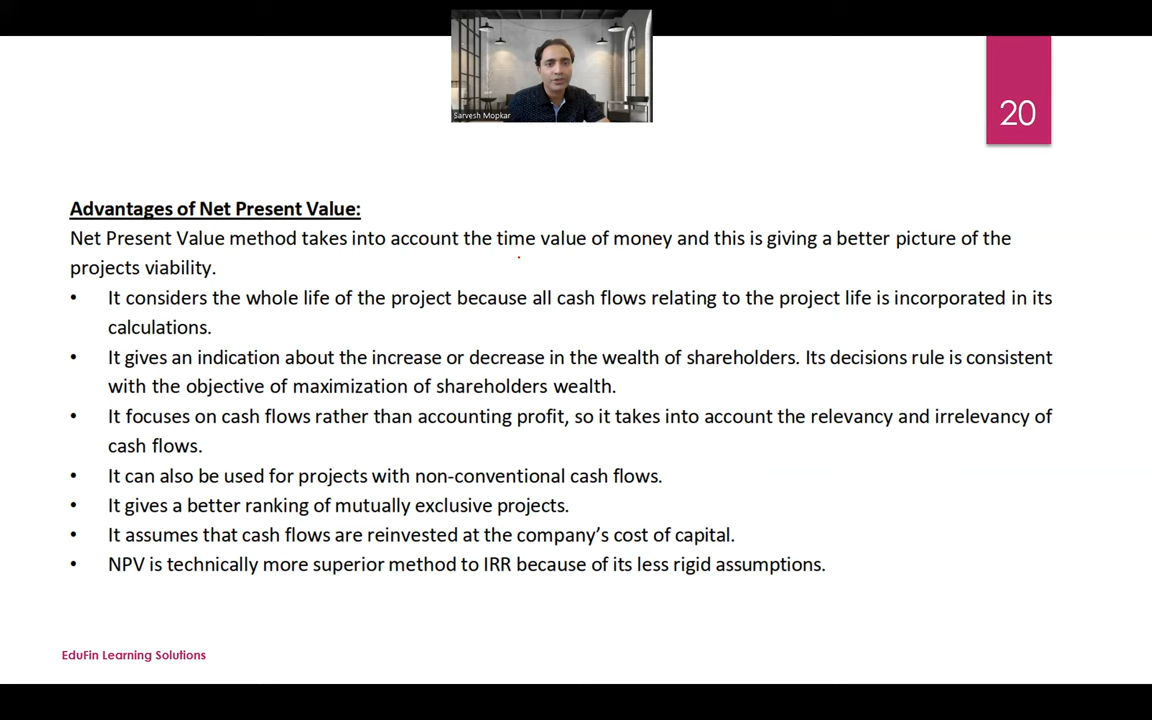 Sarvesh Mopkar
20
Advantages of Net Present Value:
Net Present Value method takes into account the time value of money and this is giving a better picture of the
projects viability.
• It considers the whole life of the project because all cash flows relating to the project life is incorporated in its
calculations.
• It gives an indication about the increase or decrease in the wealth of shareholders. Its decisions rule is consistent
with the objective of maximization of shareholders wealth.
• It focuses on cash flows rather than accounting profit, so it takes into account the relevancy and irrelevancy of
cash flows.
• It can also be used for projects with non-conventional cash flows.
• It gives a better ranking of mutually exclusive projects.
• It assumes that cash flows are reinvested at the company's cost of capital.
• NPV is technically more superior method to IRR because of its less rigid assumptions.
EduFin Learning Solutions